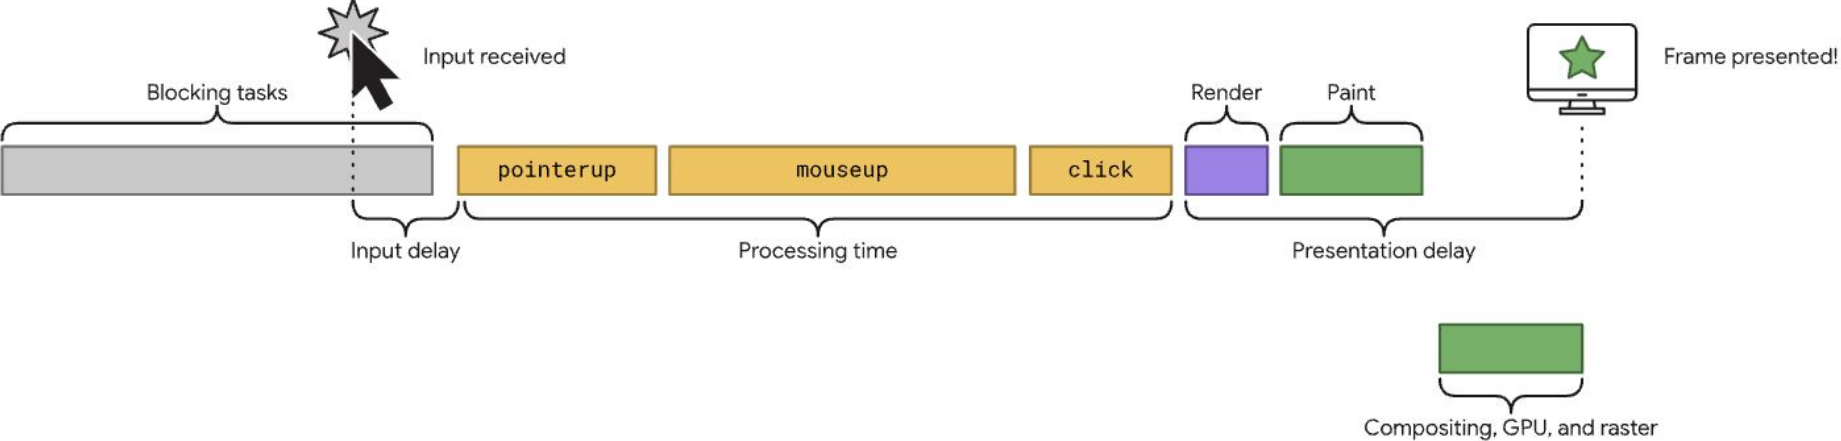 Input received
Frame presented!
Blocking tasks
Render
Paint
pointerup
mouseup
click
Input delay
Processing time
Presentation delay
Compositing, GPU, and raster